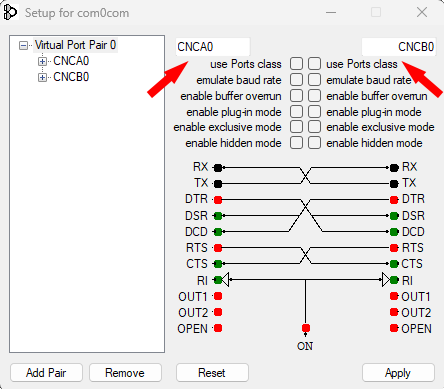 Setup for com0com
Virtual Port Pair 0
CNCA0
CNCB0
CNCA0 CNCB0
use Ports class use Ports class
emulate baud rate emulate baud rate
enable buffer overrun enable buffer overrun
enable plug-in mode enable plug-in mode
enable exclusive mode enable exclusive mode
enable hidden mode enable hidden mode
RX RX
TX TX
DTR DTR
DSR DSR
DCD DCD
RTS RTS
CTS CTS
RI RI
OUT1 OUT1
OUT2 OUT2
OPEN OPEN
ON
Add Pair Remove Reset Apply